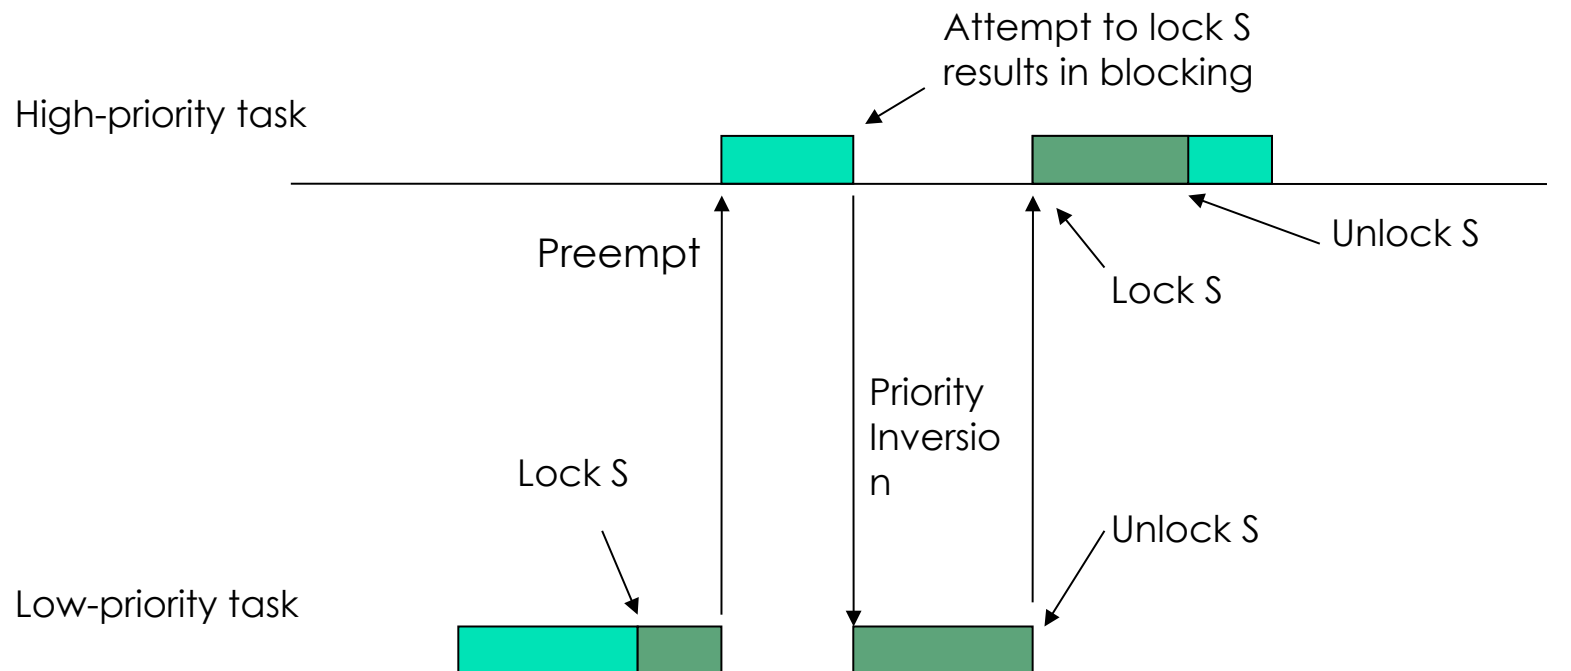 Attempt to lock S
results in blocking
High-priority task
Preempt
Unlock S
Lock S
Priority
Inversio
n
Lock S
Unlock S
Low-priority task